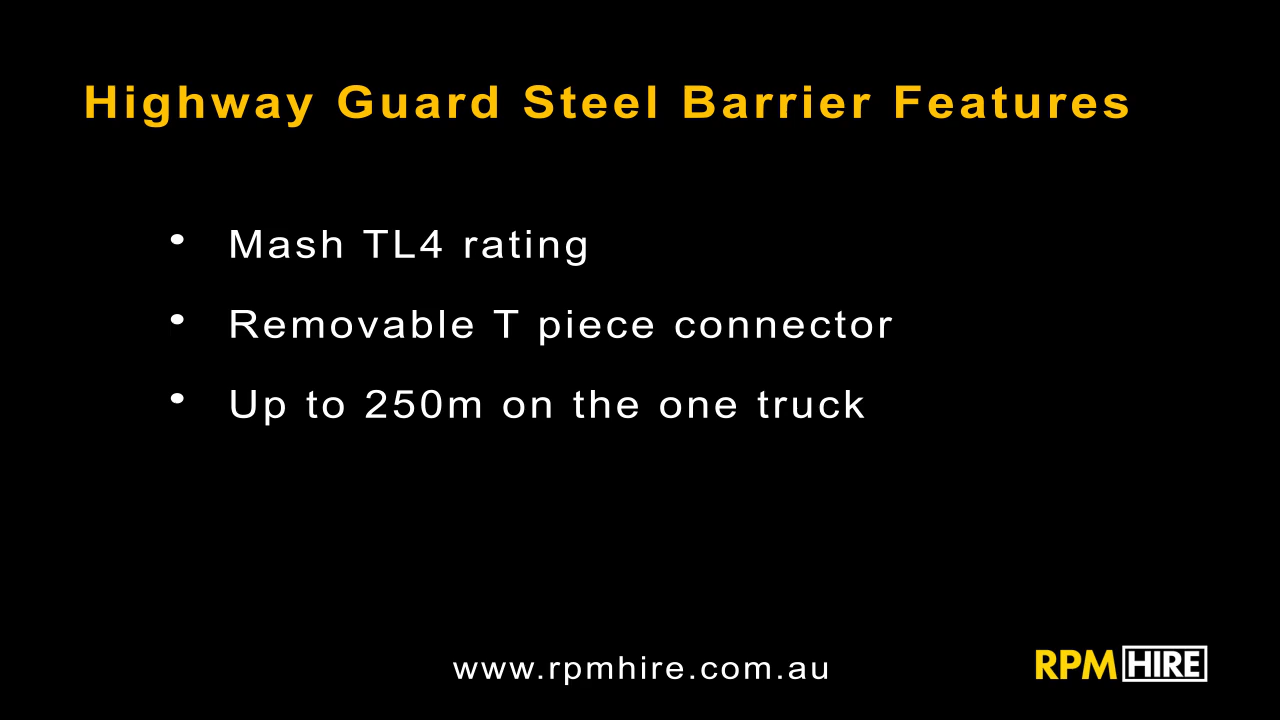 Highway Guard Steel Barrier Features
• Mash TL4 rating
• Removable T piece connector
• Up to 250m on the one truck
www.rpmhire.com.au
RPM HIRE